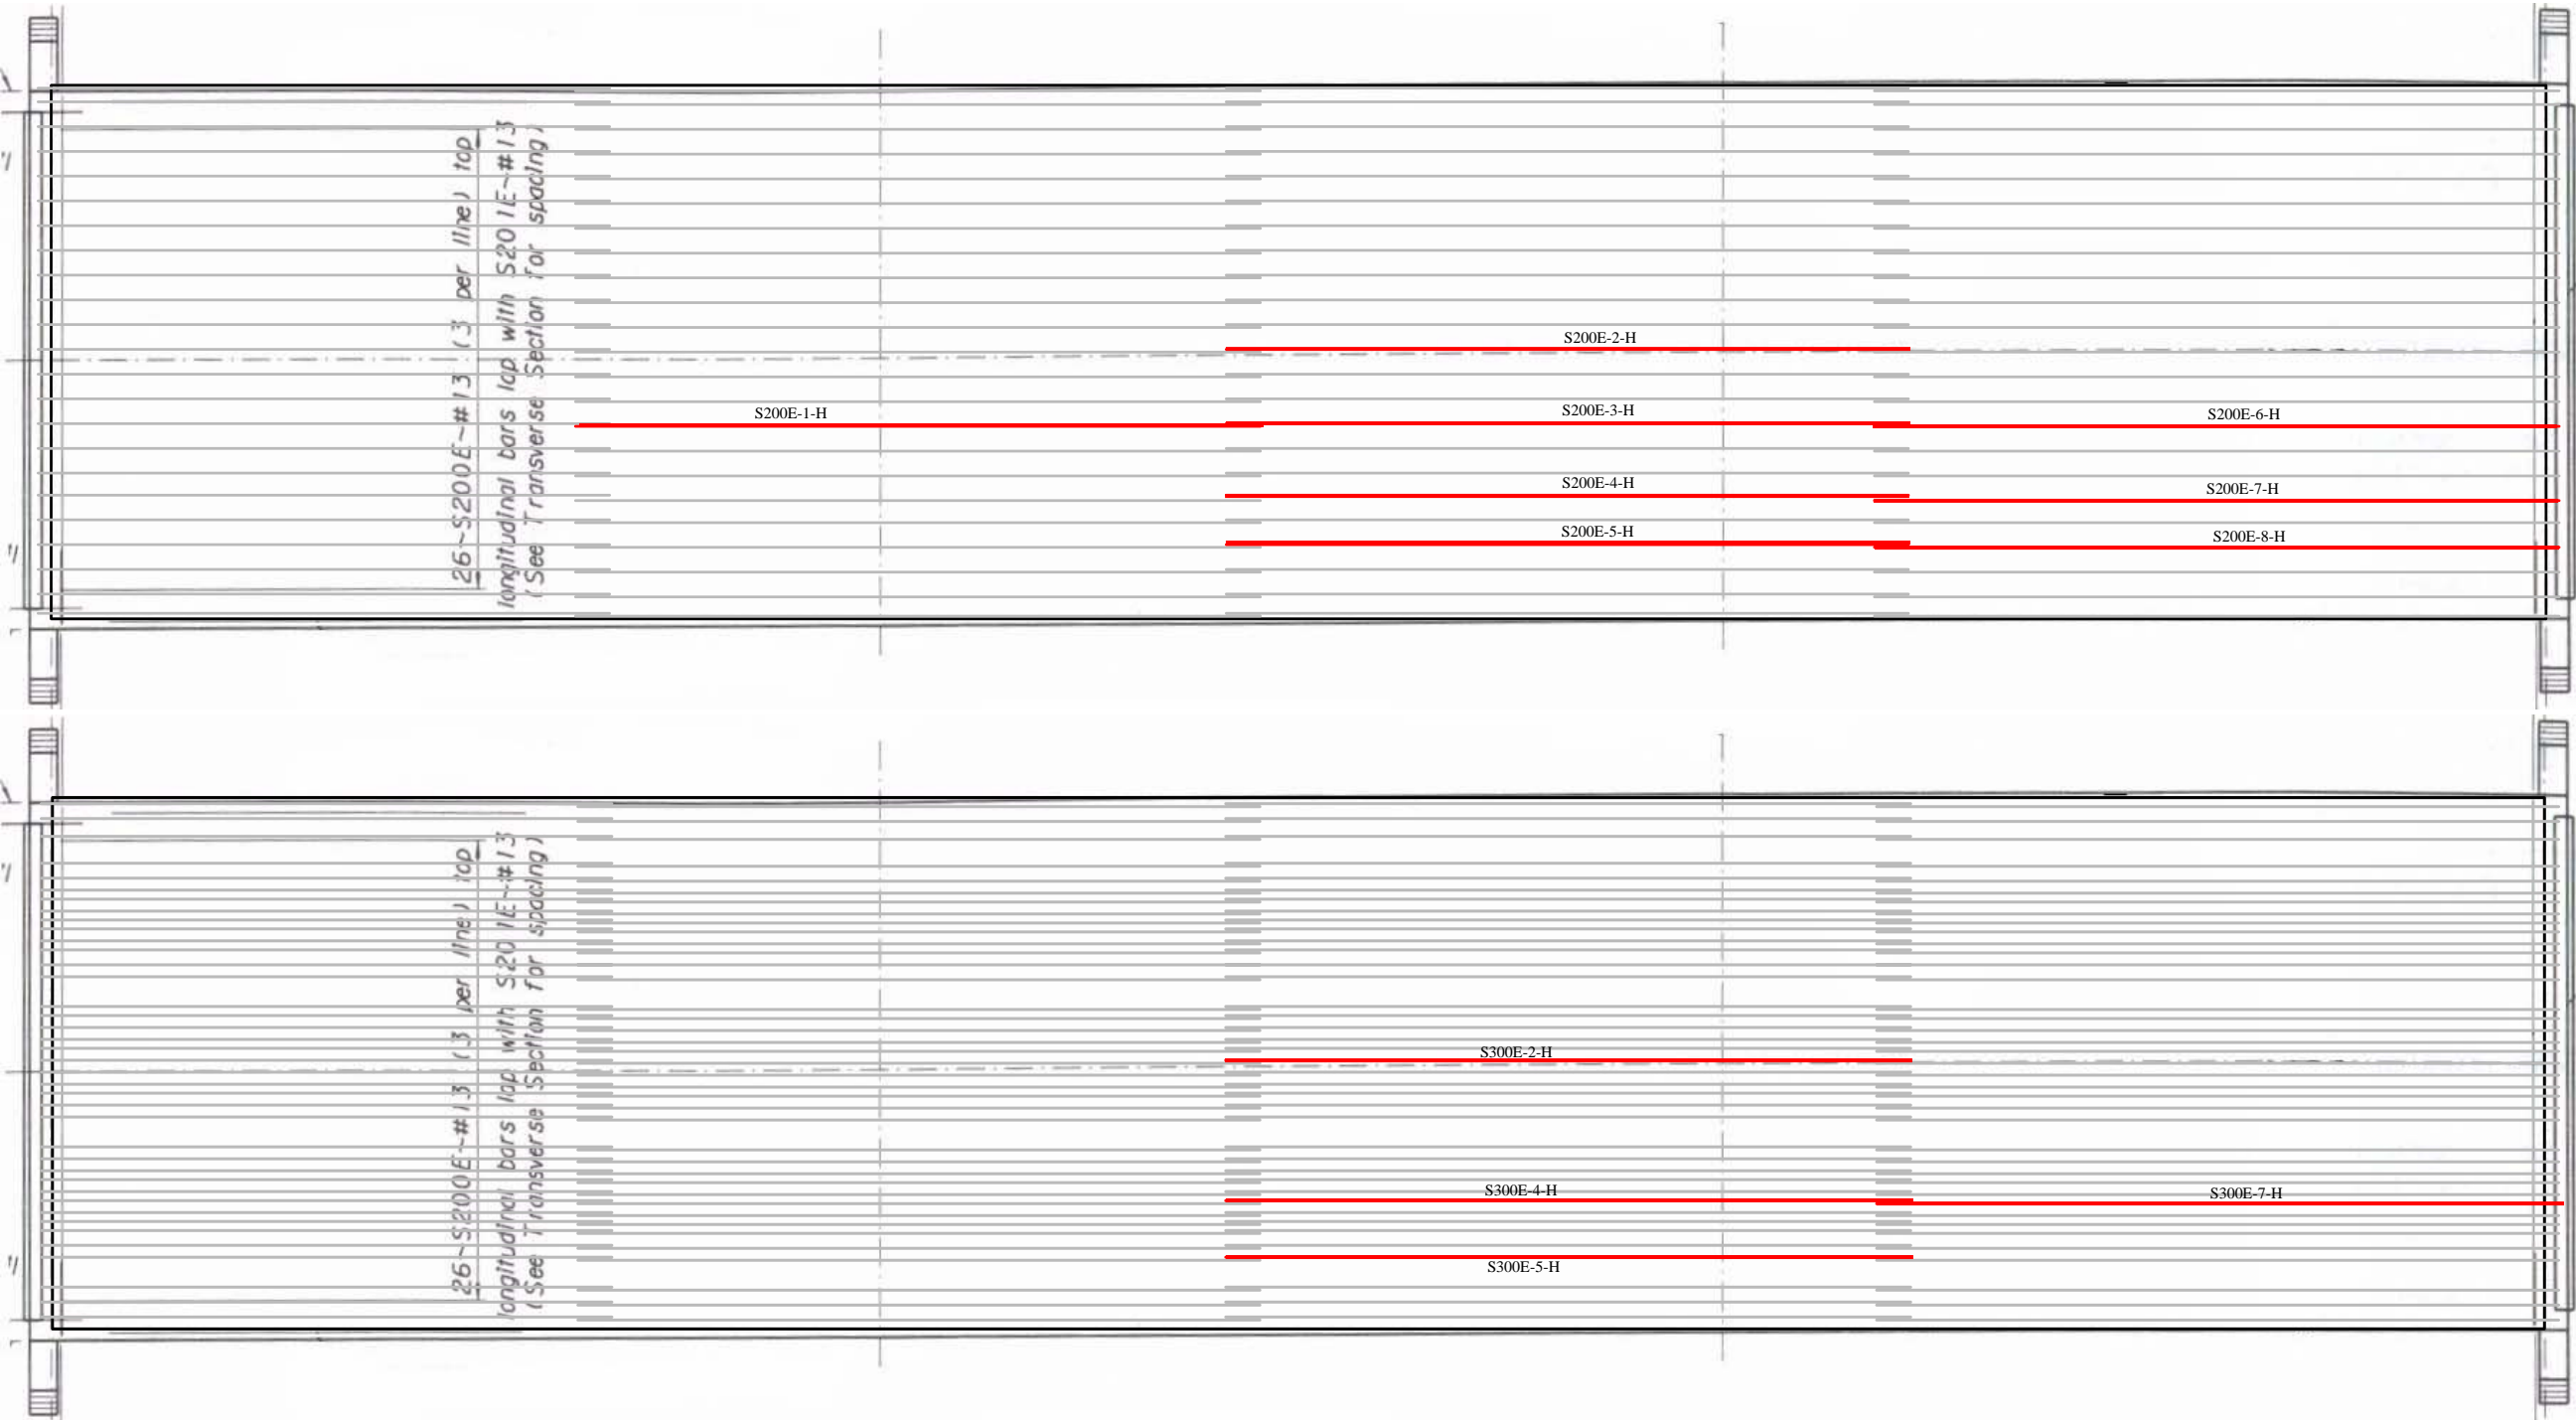 26~S200E~#13 (3 per line) top
longitudinal bars lap with S201E~#13
(See Transverse Section for spacing)
S200E-2-H
S200E-1-H
S200E-3-H
S200E-6-H
S200E-4-H
S200E-7-H
S200E-5-H
S200E-8-H
26~S200E~#13 (3 per line) top
longitudinal bars lap with S201E~#13
(See Transverse Section for spacing)
S300E-2-H
S300E-4-H
S300E-7-H
S300E-5-H